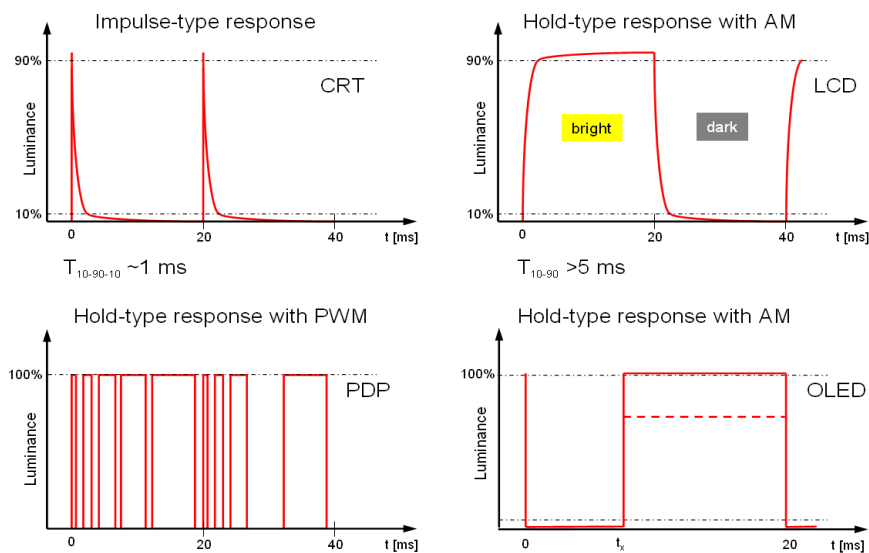 Impulse-type response
90%
CRT
Luminance
10%
0
20
40
t [ms]
T10-90-10 ~1 ms
Hold-type response with AM
90%
LCD
bright
dark
Luminance
10%
0
20
40
t [ms]
T10-90 >5 ms
Hold-type response with PWM
100%
PDP
Luminance
0
20
40
t [ms]
Hold-type response with AM
100%
OLED
Luminance
0
tx
20
t [ms]